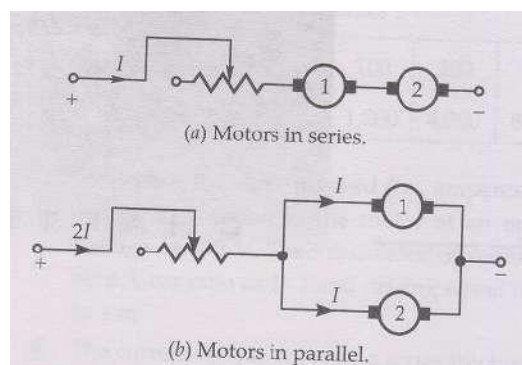 I
+
1
2
−
(a) Motors in series.
I
1
2I
+
−
I
2
(b) Motors in parallel.